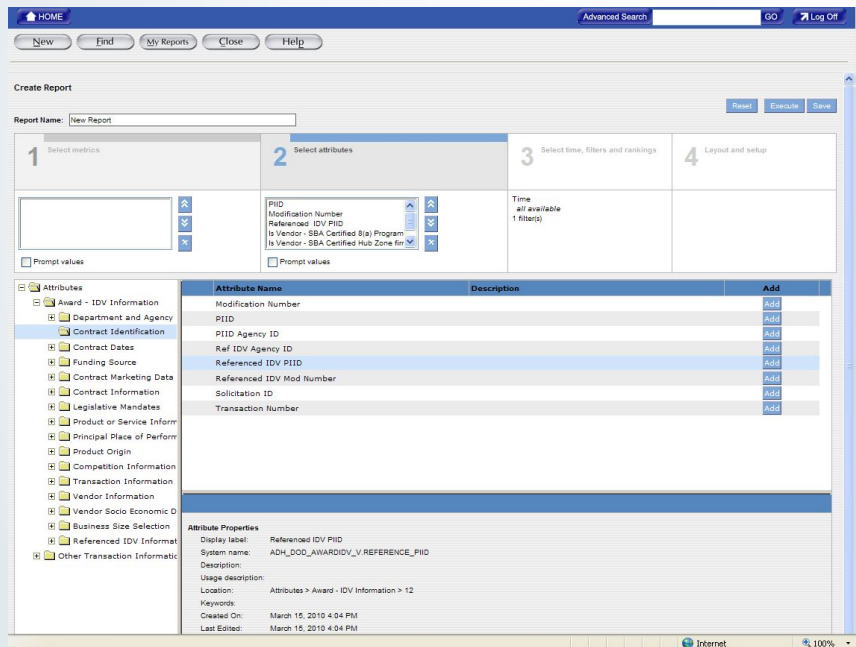 HOME
Advanced Search
GO
Log Off
New
Find
My Reports
Close
Help
Create Report
Reset
Execute
Save
Report Name: New Report
1 Select metrics
2 Select attributes
3 Select time, filters and rankings
4 Layout and setup
PIID
Modification Number
Referenced IDV PIID
Is Vendor - SBA Certified 8(a) Program
Is Vendor - SBA Certified Hub Zone firr
Prompt values
Prompt values
Time
all available
1 filter(s)
Attributes
Award - IDV Information
Department and Agency
Contract Identification
Contract Dates
Funding Source
Contract Marketing Data
Contract Information
Legislative Mandates
Product or Service Inform
Principal Place of Perform
Product Origin
Competition Information
Transaction Information
Vendor Information
Vendor Socio Economic D
Business Size Selection
Referenced IDV Informat
Other Transaction Informatic
Attribute Name Description Add
Modification Number Add
PIID Add
PIID Agency ID Add
Ref IDV Agency ID Add
Referenced IDV PIID Add
Referenced IDV Mod Number Add
Solicitation ID Add
Transaction Number Add
Attribute Properties
Display label: Referenced IDV PIID
System name: ADH_DOD_AWARDIDV_V.REFERENCE_PIID
Description:
Usage description:
Location: Attributes > Award - IDV Information > 12
Keywords:
Created On: March 15, 2010 4:04 PM
Last Edited: March 15, 2010 4:04 PM
Internet
100%